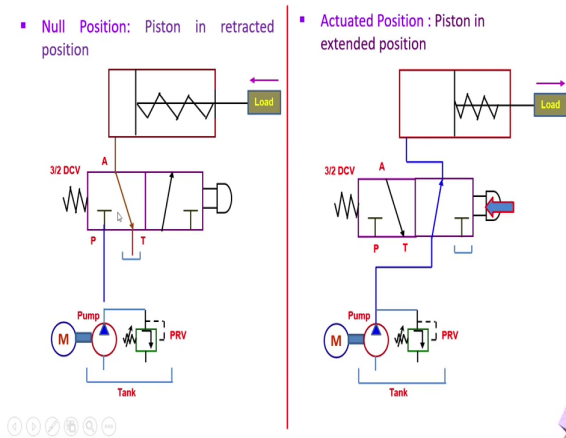 ▪ Null Position: Piston in retracted
position
Load
A
3/2 DCV
P
T
Pump
M
PRV
Tank
▪ Actuated Position : Piston in
extended position
Load
A
3/2 DCV
P
T
Pump
M
PRV
Tank